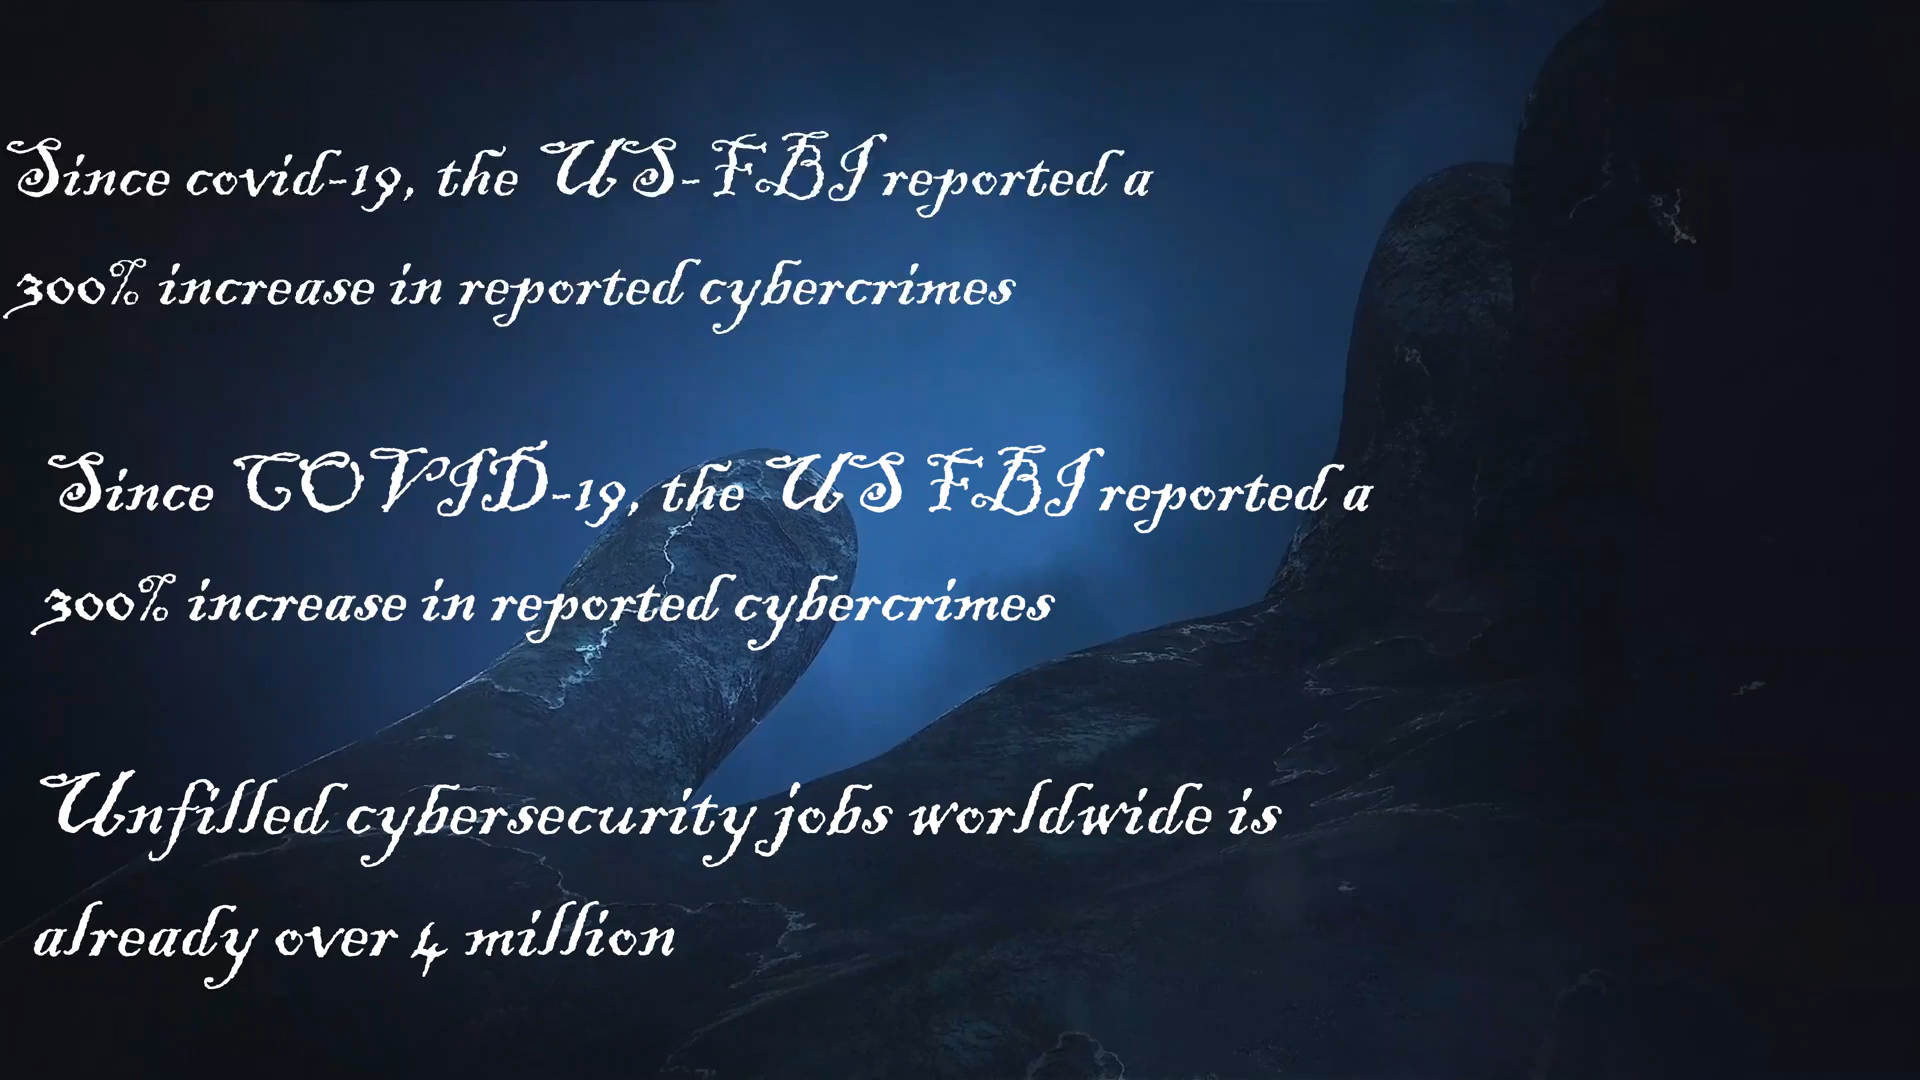 Since covid-19, the US-FBI reported a
300% increase in reported cybercrimes
Since COVID-19, the US FBI reported a
300% increase in reported cybercrimes
Unfilled cybersecurity jobs worldwide is
already over 4 million